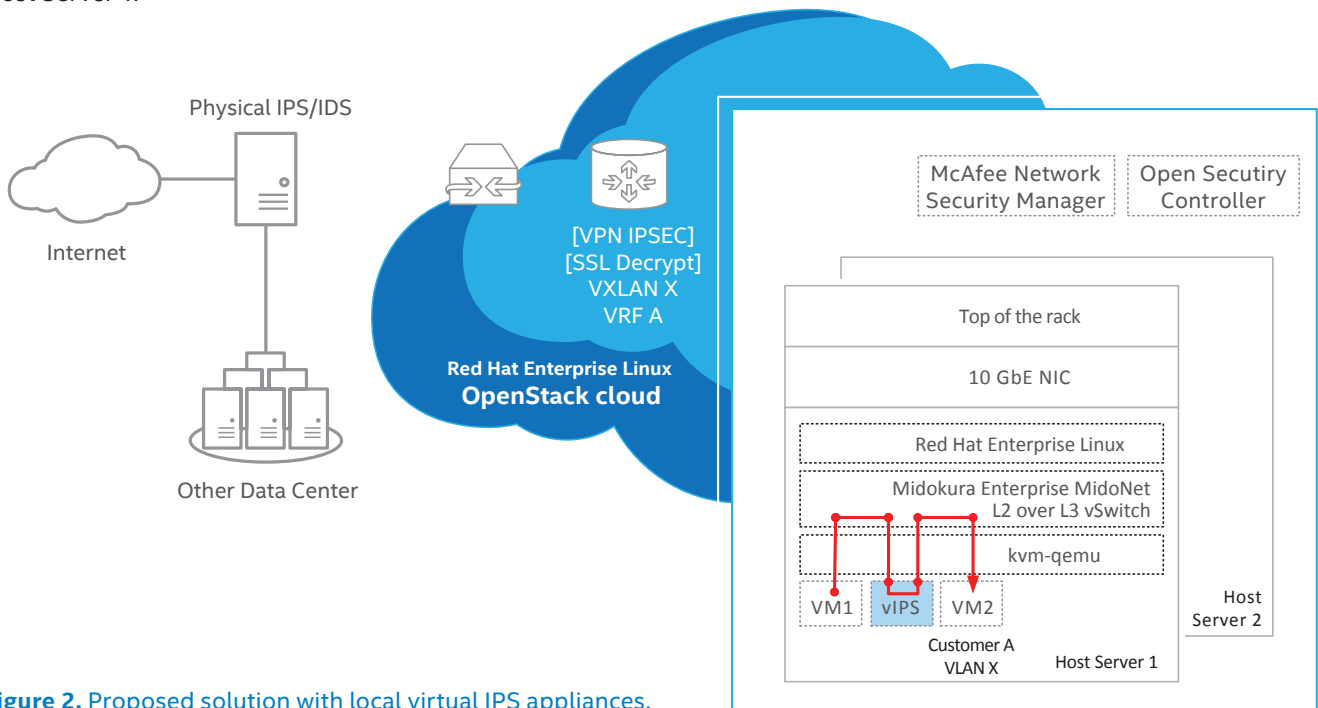 Physical IPS/IDS
Internet
Other Data Center
[VPN IPSEC]
[SSL Decrypt]
VXLAN X
VRF A
Red Hat Enterprise Linux
OpenStack cloud
McAfee Network
Security Manager
Open Secutiry
Controller
Top of the rack
10 GbE NIC
Red Hat Enterprise Linux
Midokura Enterprise MidoNet
L2 over L3 vSwitch
kvm-qemu
VM1
vIPS
VM2
Customer A
VLAN X
Host Server 1
Host
Server 2
igure 2. Proposed solution with local virtual IPS appliances.